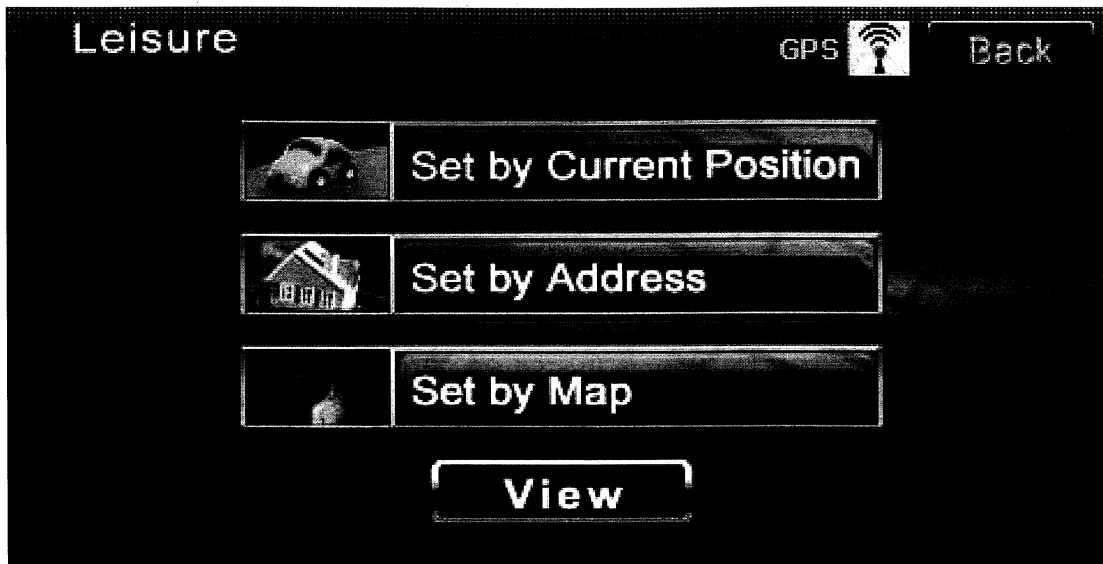 Leisure
GPS
Back
Set by Current Position
Set by Address
Set by Map
View